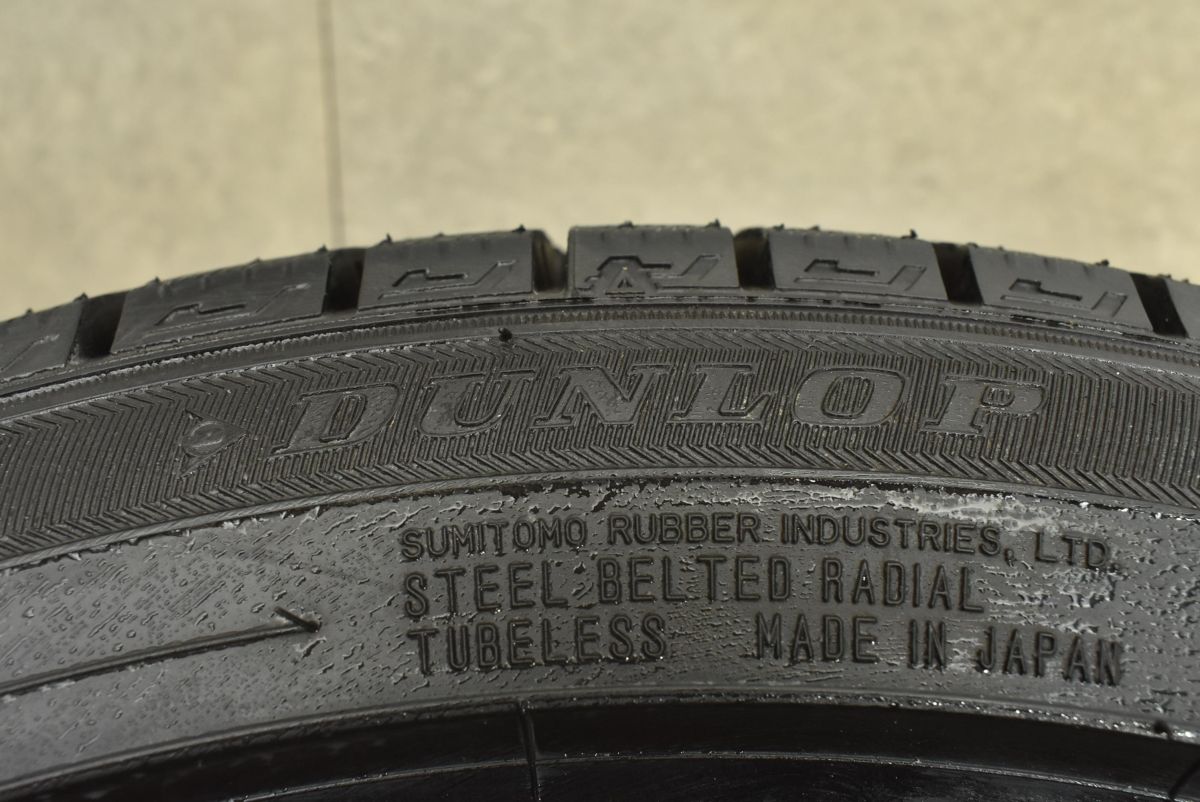 DUNLOP
SUMITOMO RUBBER INDUSTRIES, LTD.
STEEL BELTED RADIAL
TUBELESS MADE IN JAPAN